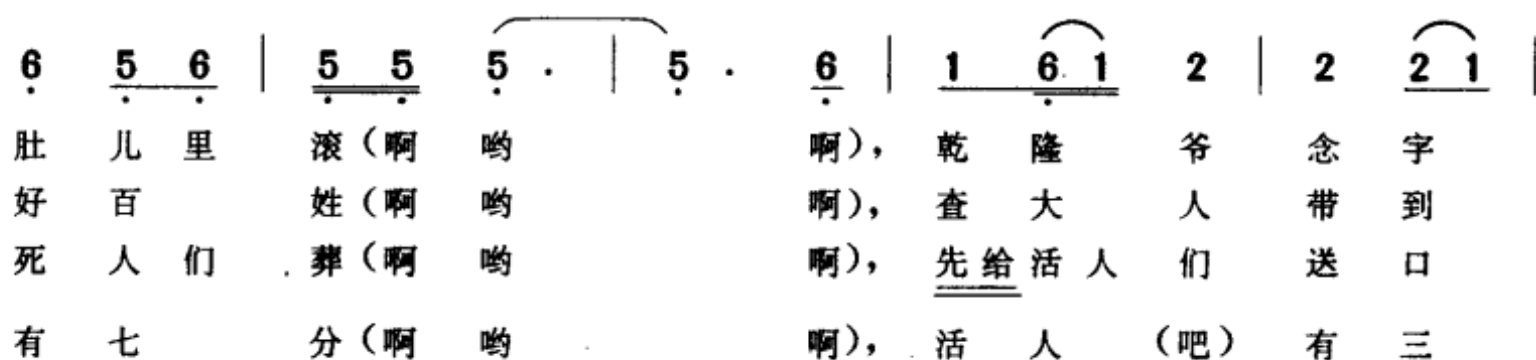 6 5 6 | 5 5 5 · | 5 · 6 | 1 6 1 2 | 2 2 1 |
肚 儿 里 滚（啊 哟 啊）， 乾 隆 爷 念 字
好 百 姓（啊 哟 啊）， 查 大 人 带 到
死 人 们 葬（啊 哟 啊）， 先 给 活 人 们 送 口
有 七 分（啊 哟 啊）， 活 人 （吧） 有 三